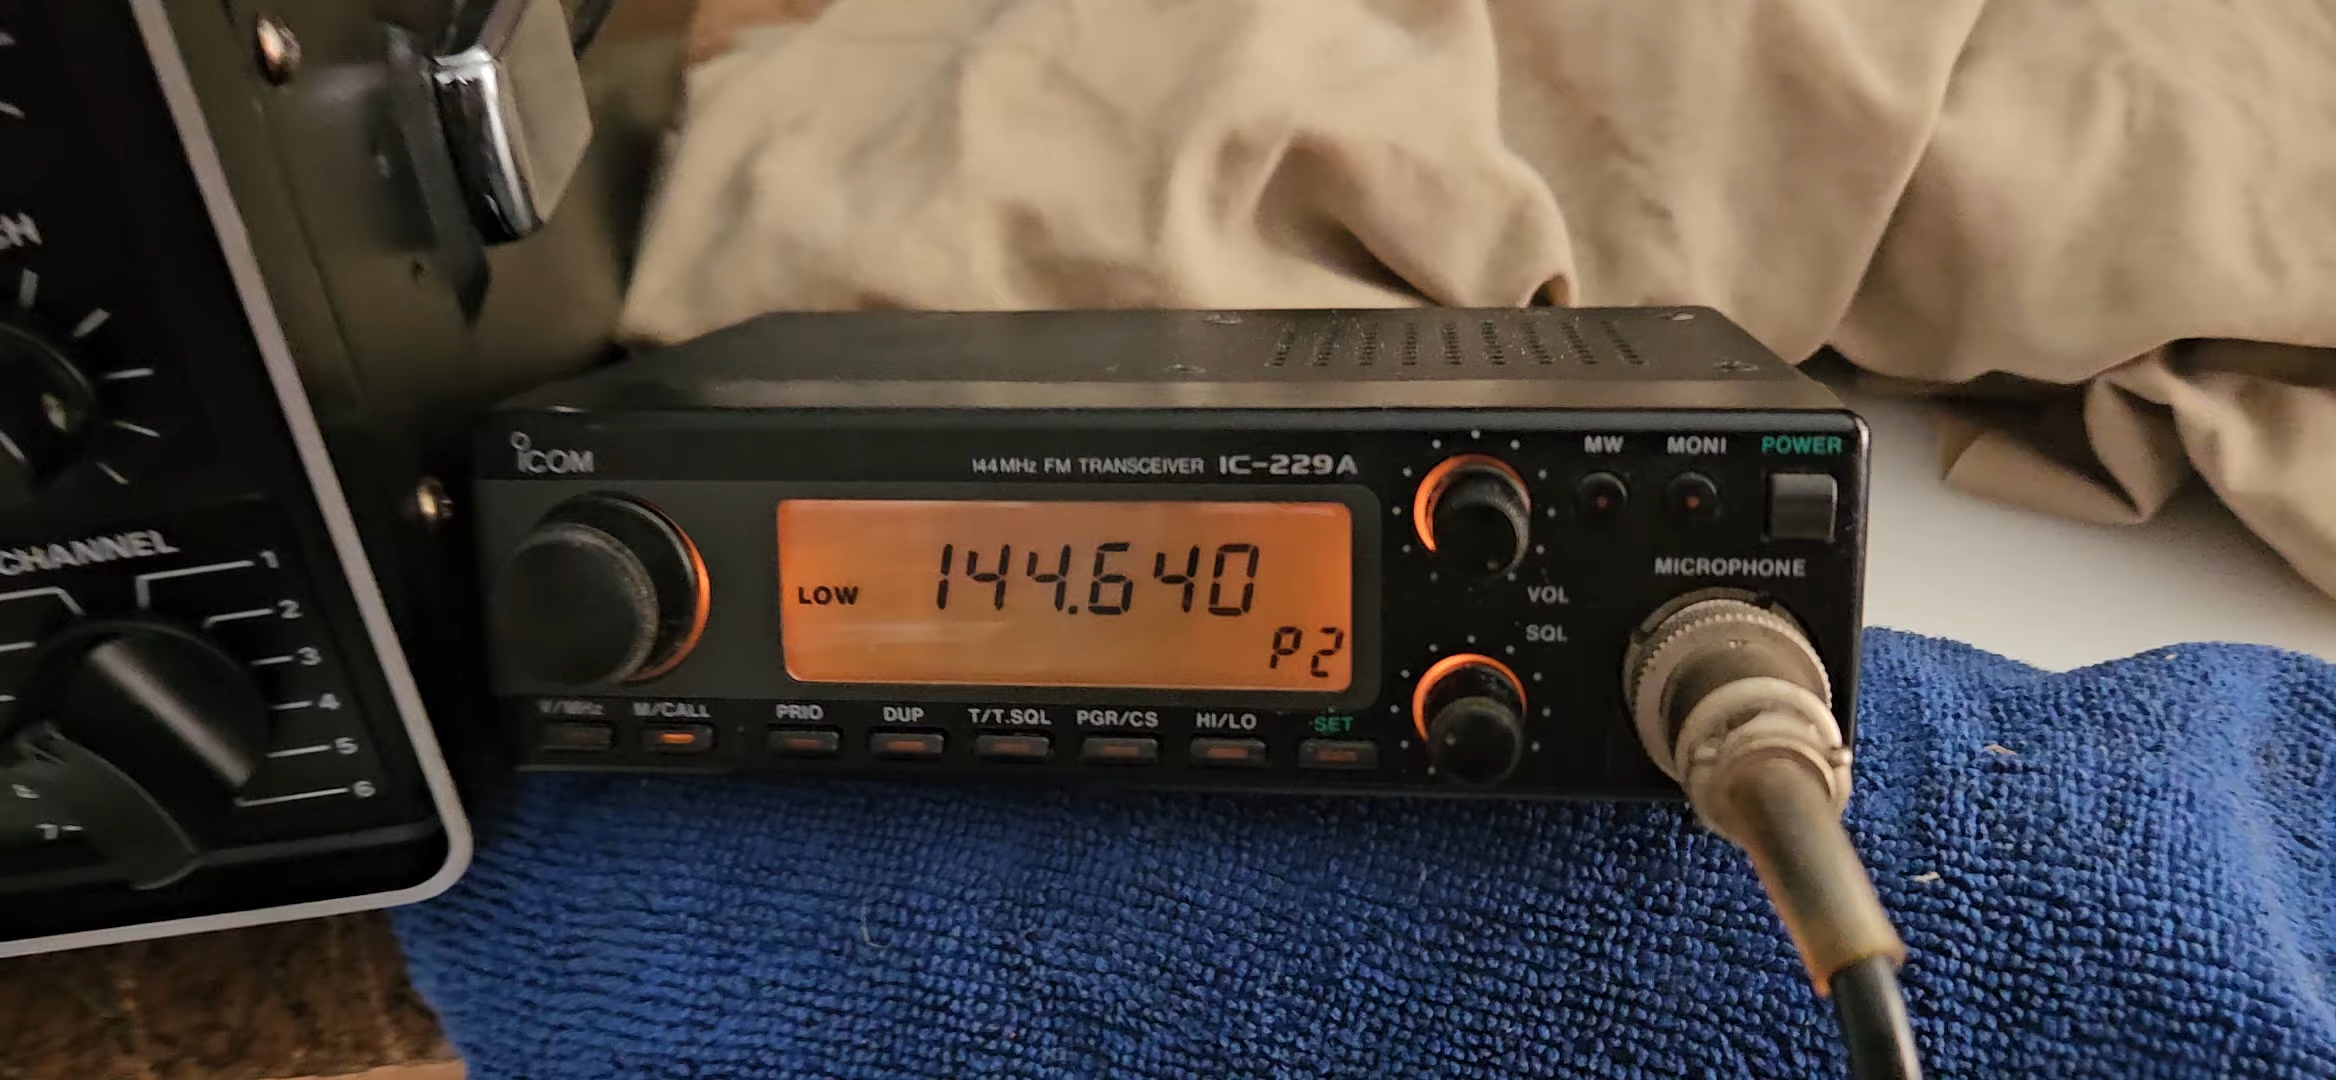 ICOM
144MHz FM TRANSCEIVER IC-229A
MW MONI POWER
LOW 144.640
P2
VOL
SQL
MICROPHONE
V/MHz M/CALL PRIO DUP T/T.SQL PGR/CS HI/LO SET
CHANNEL
1
2
3
4
5
6